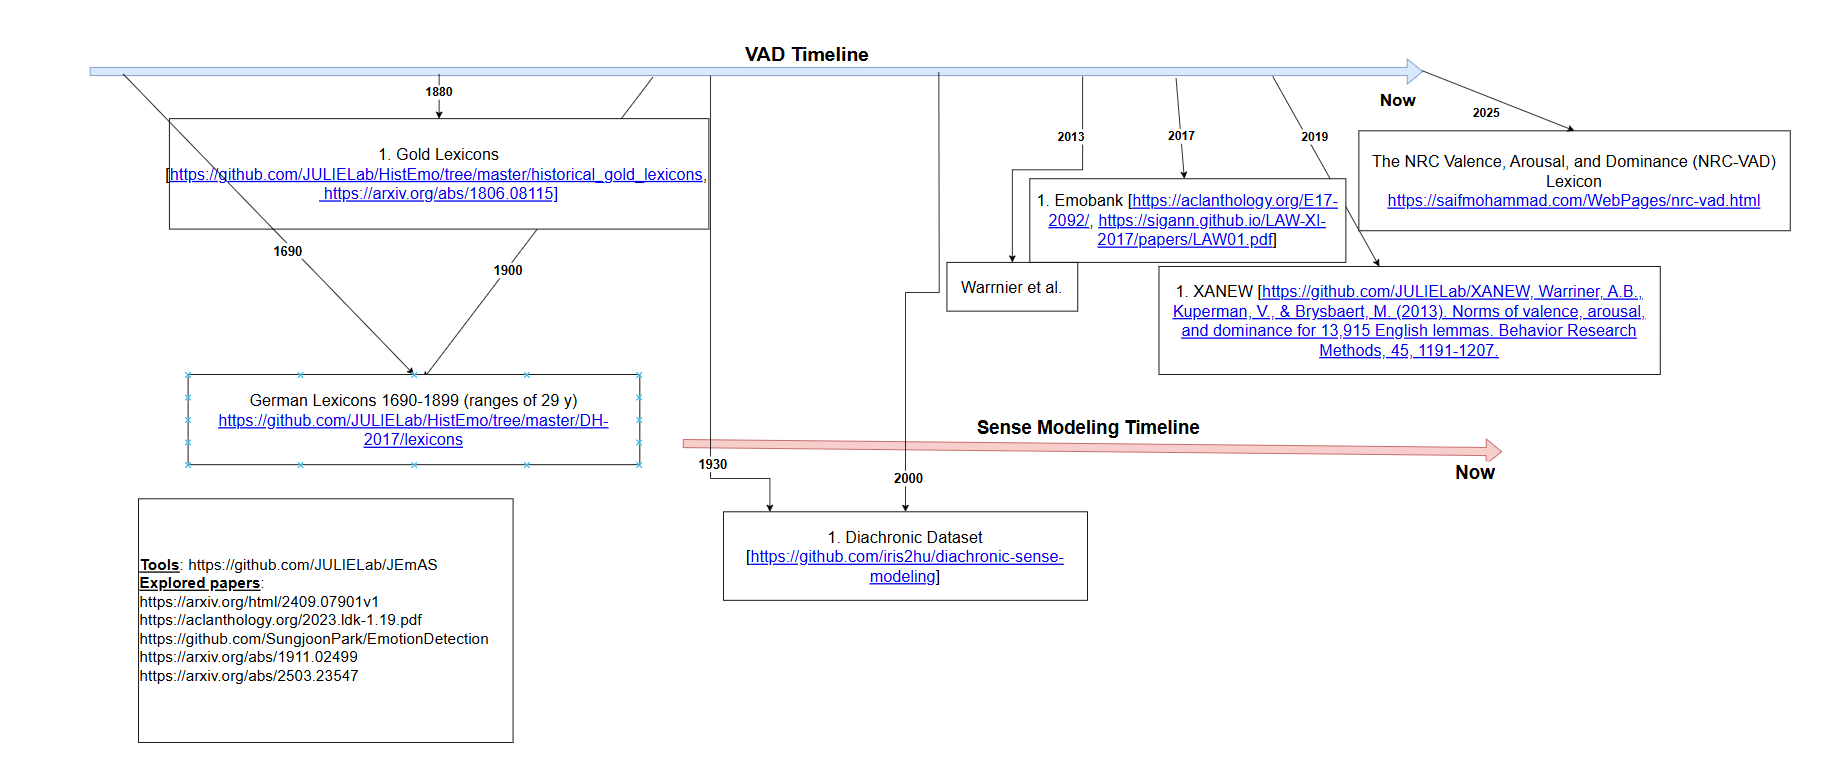 VAD Timeline
Now
1880
2013
2017
2019
2025
1. Gold Lexicons
[https://github.com/JULIELab/HistEmo/tree/master/historical_gold_lexicons,
https://arxiv.org/abs/1806.08115]
1690
1900
1. Emobank [https://aclanthology.org/E17-
2092/, https://sigann.github.io/LAW-XI-
2017/papers/LAW01.pdf]
The NRC Valence, Arousal, and Dominance (NRC-VAD)
Lexicon
https://saifmohammad.com/WebPages/nrc-vad.html
Warrnier et al.
1. XANEW [https://github.com/JULIELab/XANEW, Warriner, A.B.,
Kuperman, V., & Brysbaert, M. (2013). Norms of valence, arousal,
and dominance for 13,915 English lemmas. Behavior Research
Methods, 45, 1191-1207.
German Lexicons 1690-1899 (ranges of 29 y)
https://github.com/JULIELab/HistEmo/tree/master/DH-
2017/lexicons
Sense Modeling Timeline
Now
1930
2000
1. Diachronic Dataset
[https://github.com/iris2hu/diachronic-sense-
modeling]
Tools: https://github.com/JULIELab/JEmAS
Explored papers:
https://arxiv.org/html/2409.07901v1
https://aclanthology.org/2023.ldk-1.19.pdf
https://github.com/SungjoonPark/EmotionDetection
https://arxiv.org/abs/1911.02499
https://arxiv.org/abs/2503.23547